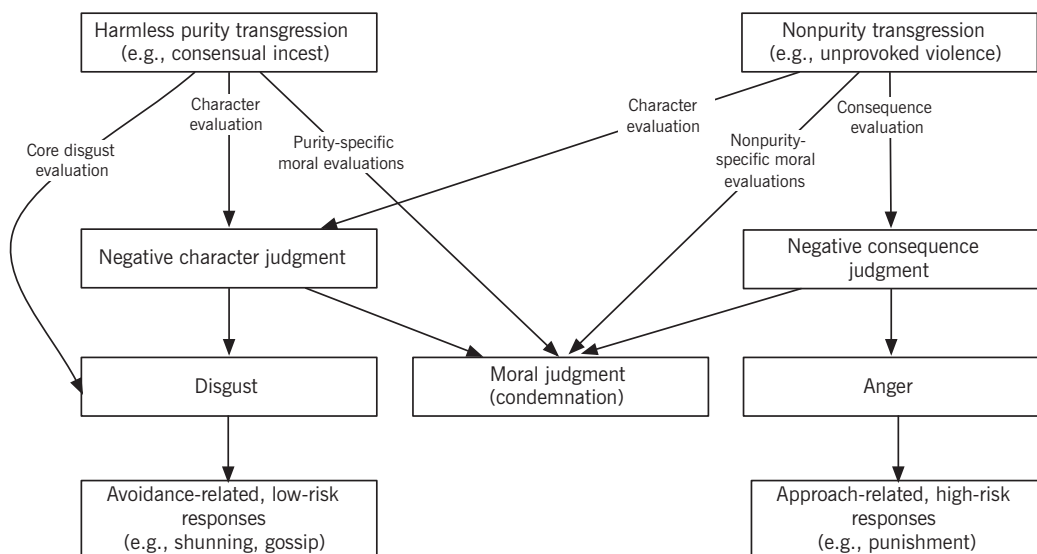 Harmless purity transgression
(e.g., consensual incest)
Nonpurity transgression
(e.g., unprovoked violence)
Character
evaluation
Core disgust
evaluation
Purity-specific
moral evaluations
Character
evaluation
Nonpurity-
specific moral
evaluations
Consequence
evaluation
Negative character judgment
Negative consequence
judgment
Disgust
Moral judgment
(condemnation)
Anger
Avoidance-related, low-risk
responses
(e.g., shunning, gossip)
Approach-related, high-risk
responses
(e.g., punishment)